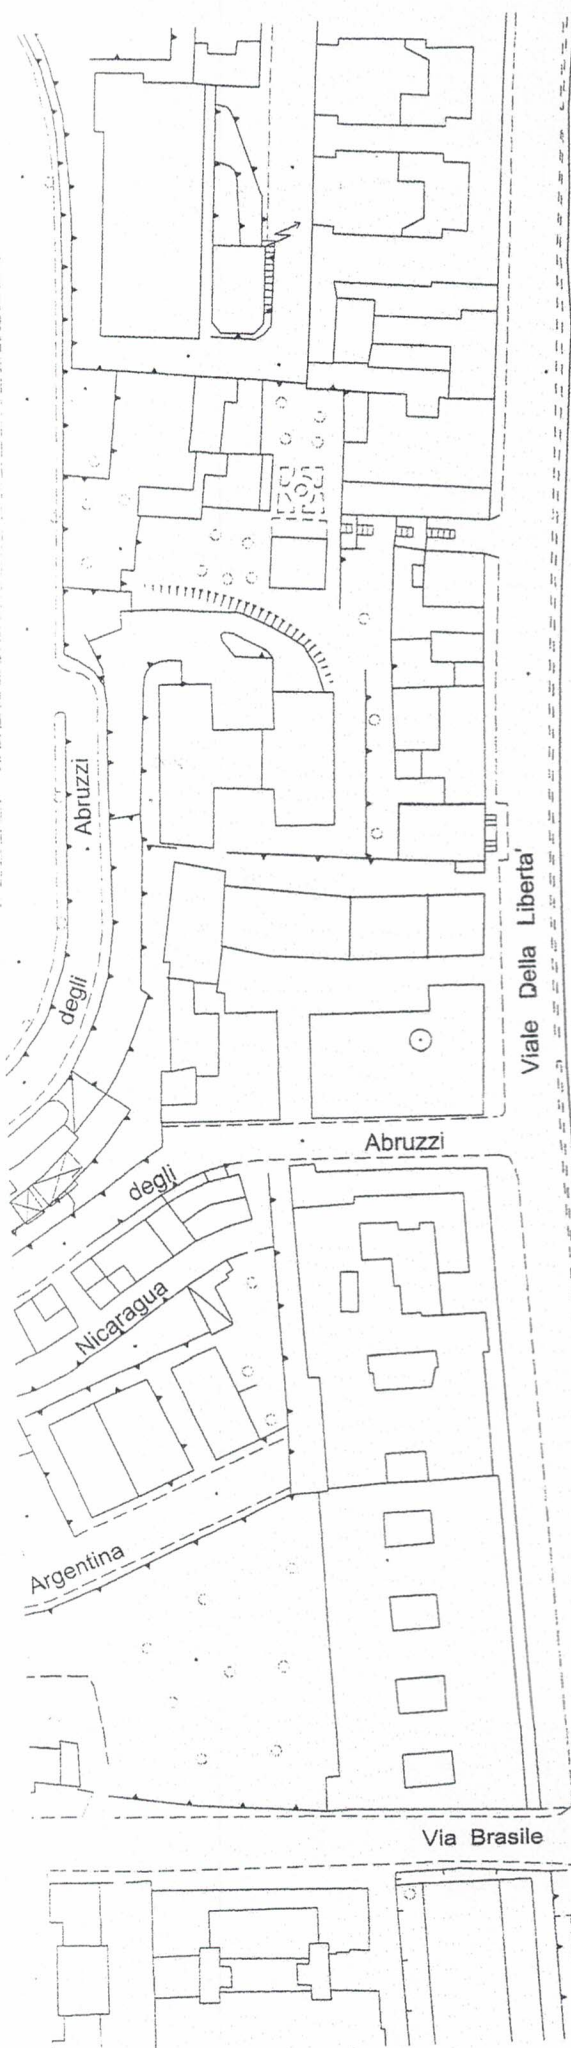 Abruzzi
degli
Viale Della Liberta'
Abruzzi
degli
Nicaragua
Argentina
Via Brasile